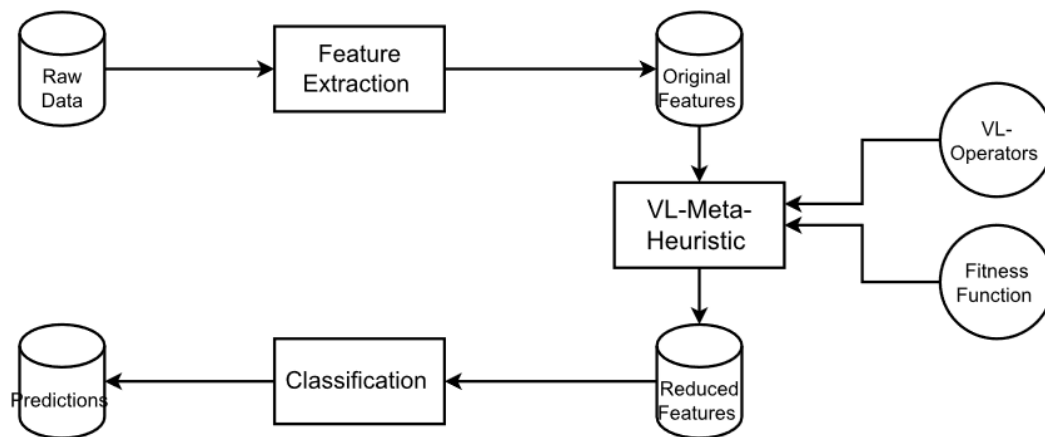 Raw
Data
Feature
Extraction
Original
Features
VL-
Operators
VL-Meta-
Heuristic
Fitness
Function
Predictions
Classification
Reduced
Features